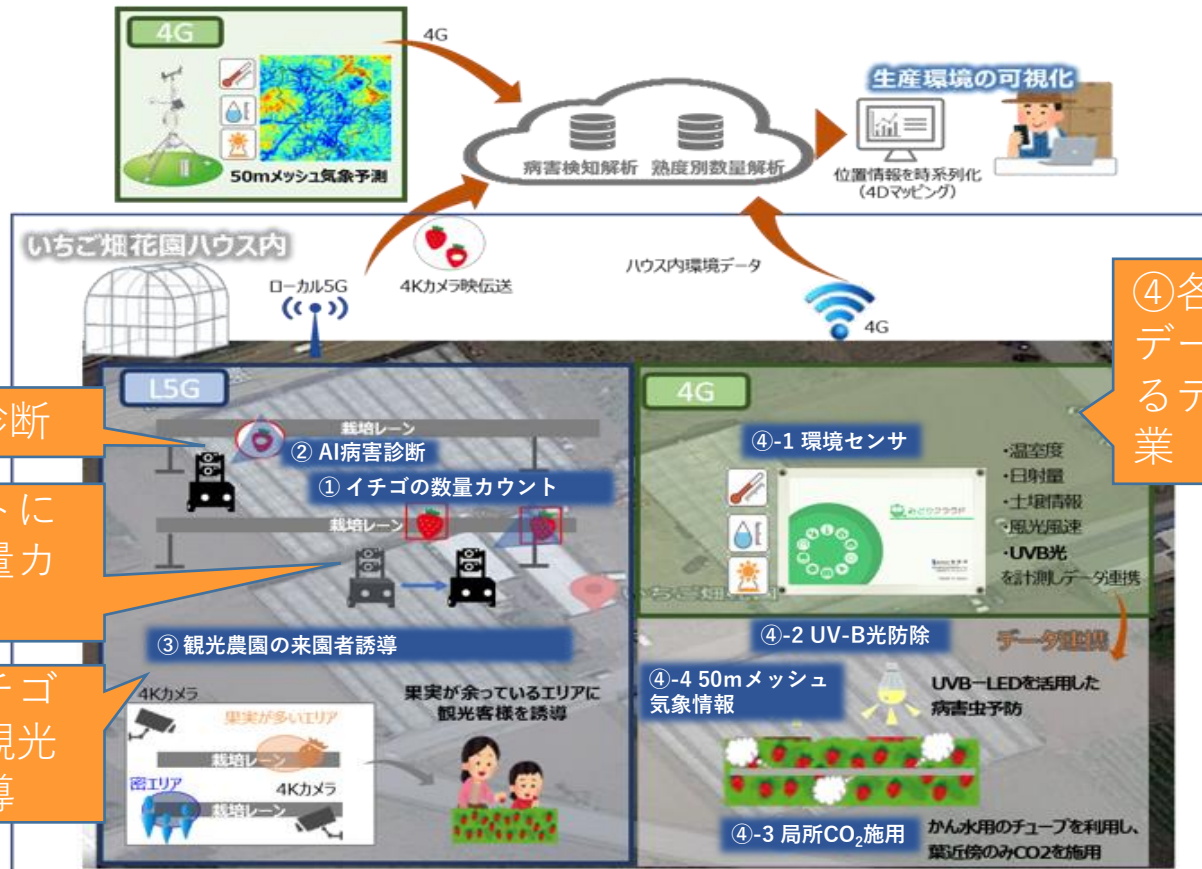 4G
4G
50mメッシュ気象予測
病害検知解析 熟度別数量解析
生産環境の可視化
位置情報を時系列化
(4Dマッピング)
いちご畑花園ハウス内
ローカル5G
4Kカメラ映伝送
ハウス内環境データ
4G
L5G
栽培レーン
② AI病害診断
① イチゴの数量カウント
栽培レーン
③ 観光農園の来園者誘導
4Kカメラ
果実が多いエリア
栽培レーン
密エリア
4Kカメラ
栽培レーン
果実が余っているエリアに
観光客様を誘導
4G
④-1 環境センサ
みどりクラウド
・温室度
・日射量
・土壌情報
・風光風速
・UVB光
を計測しデータ連携
いちご畑
④-2 UV-B光防除
データ連携
④-4 50mメッシュ
気象情報
UVB-LEDを活用した
病害虫予防
④-3 局所CO₂施用
かん水用のチューブを利用し、
葉近傍のみCO2を施用
診断
トに
量カ
チゴ
観光
導
④各
デー
るデ
業